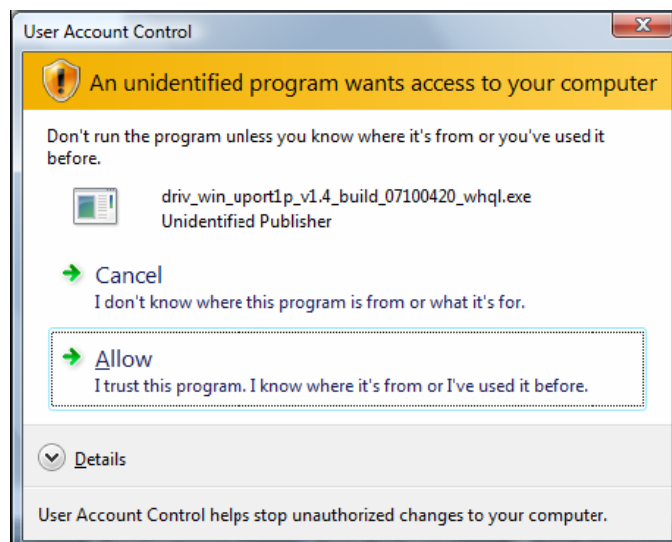 User Account Control
An unidentified program wants access to your computer
Don't run the program unless you know where it's from or you've used it
before.
driv_win_uport1p_v1.4_build_07100420_whql.exe
Unidentified Publisher
Cancel
I don't know where this program is from or what it's for.
Allow
I trust this program. I know where it's from or I've used it before.
Details
User Account Control helps stop unauthorized changes to your computer.